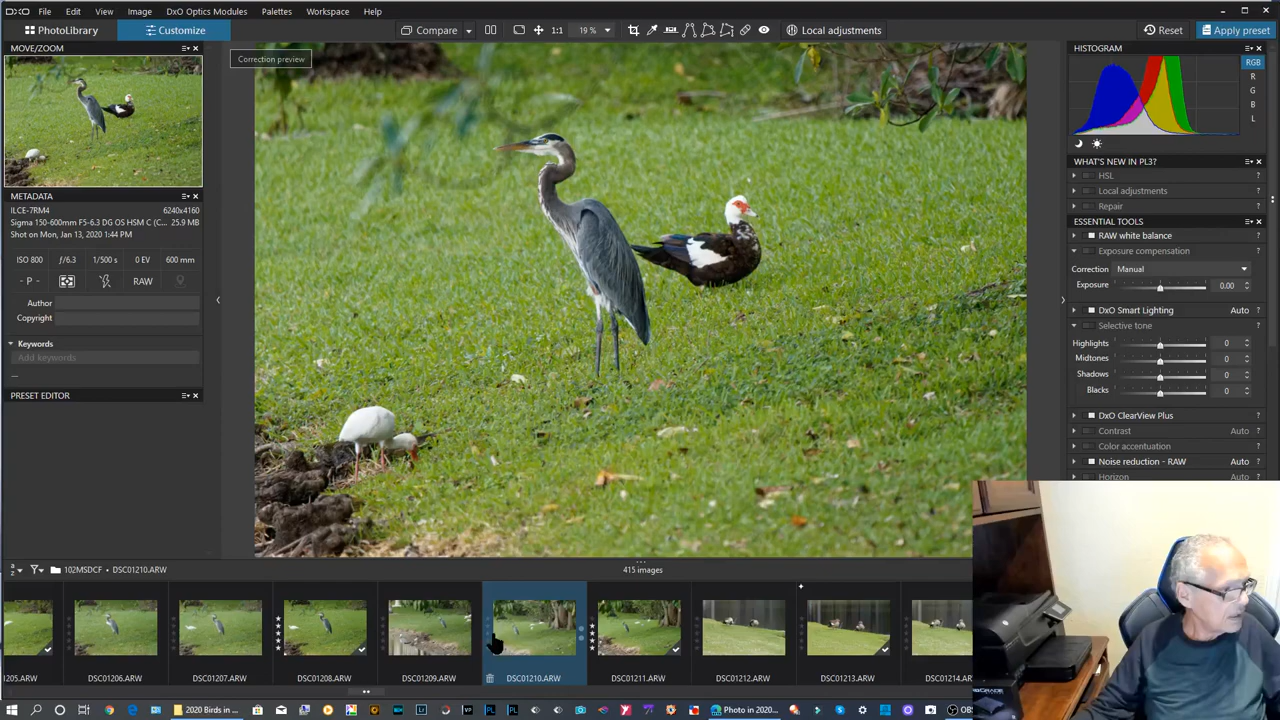 DxO File Edit View Image DxO Optics Modules Palettes Workspace Help
PhotoLibrary Customize Compare 1:1 19 % Local adjustments Reset Apply preset
MOVE/ZOOM
Correction preview
METADATA
ILCE-7RM4 6240x4160
Sigma 150-600mm F5-6.3 DG OS HSM C (C... 25.9 MB
Shot on Mon, Jan 13, 2020 1:44 PM
ISO 800 ƒ/6.3 1/500 s 0 EV 600 mm
- P - RAW
Author
Copyright
Keywords
Add keywords
—
PRESET EDITOR
HISTOGRAM
RGB
R
G
B
L
WHAT'S NEW IN PL3? ?
HSL ?
Local adjustments ?
Repair ?
ESSENTIAL TOOLS
RAW white balance ?
Exposure compensation ?
Correction Manual
Exposure 0.00
DxO Smart Lighting Auto ?
Selective tone ?
Highlights 0
Midtones 0
Shadows 0
Blacks 0
DxO ClearView Plus ?
Contrast Auto ?
Color accentuation ?
Noise reduction - RAW Auto ?
Horizon ?
102MSDCF • DSC01210.ARW 415 images
1205.ARW DSC01206.ARW DSC01207.ARW DSC01208.ARW DSC01209.ARW DSC01210.ARW DSC01211.ARW DSC01212.ARW DSC01213.ARW DSC01214.ARW
2020 Birds in ... Photo in 2020... OBS